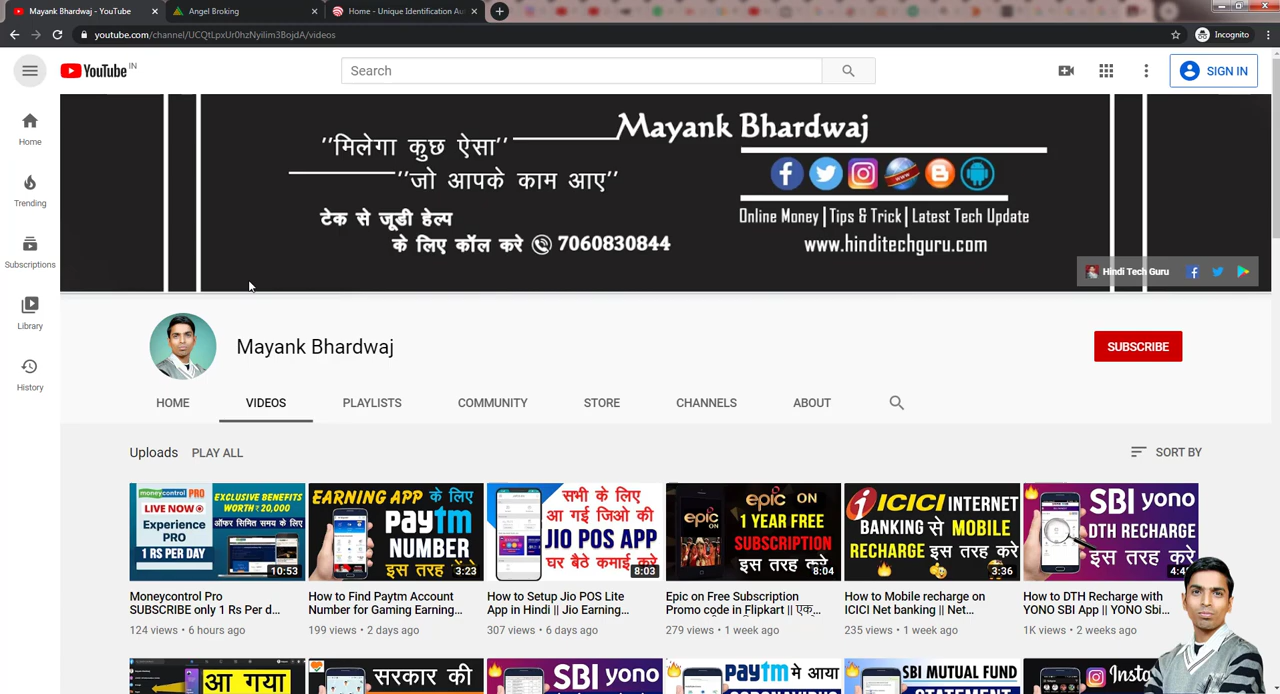 Mayank Bhardwaj - YouTube
Angel Broking
Home - Unique Identification Au
youtube.com/channel/UCQtLpxUr0hzNyilim3BojdA/videos
Incognito
YouTube IN
Search
SIGN IN
Home
Trending
Subscriptions
Library
History
"मिलेगा कुछ ऐसा"
"जो आपके काम आए"
टेक से जूडी हेल्प
के लिए कॉल करे 7060830844
Mayank Bhardwaj
Online Money | Tips & Trick | Latest Tech Update
www.hinditechguru.com
Hindi Tech Guru
Mayank Bhardwaj
SUBSCRIBE
HOME VIDEOS PLAYLISTS COMMUNITY STORE CHANNELS ABOUT
Uploads PLAY ALL
SORT BY
moneycontrol PRO
LIVE NOW
Experience
PRO
1 RS PER DAY
EXCLUSIVE BENEFITS
WORTH ₹ 20,000
ऑफर सिमित समय के लिए
10:53
Moneycontrol Pro
SUBSCRIBE only 1 Rs Per d...
124 views • 6 hours ago
EARNING APP के लिए
paytm
NUMBER
इस तरह
3:23
How to Find Paytm Account
Number for Gaming Earning...
199 views • 2 days ago
सभी के लिए
आ गई जिओ की
JIO POS APP
घर बैठे कमाई करे
8:03
How to Setup Jio POS Lite
App in Hindi || Jio Earning...
307 views • 6 days ago
epic
epic ON
1 YEAR FREE
SUBSCRIPTION
इस तरह करे
8:04
Epic on Free Subscription
Promo code in Flipkart || एक...
279 views • 1 week ago
ICICI INTERNET
BANKING से MOBILE
RECHARGE इस तरह करे
3:36
How to Mobile recharge on
ICICI Net banking || Net...
235 views • 1 week ago
SBI yono
DTH RECHARGE
इस तरह करे
How to DTH Recharge with
YONO SBI App || YONO Sbi...
1K views • 2 weeks ago
आ गया
सरकार की
SBI yono
paytm मे आया
SBI MUTUAL FUND
Insta